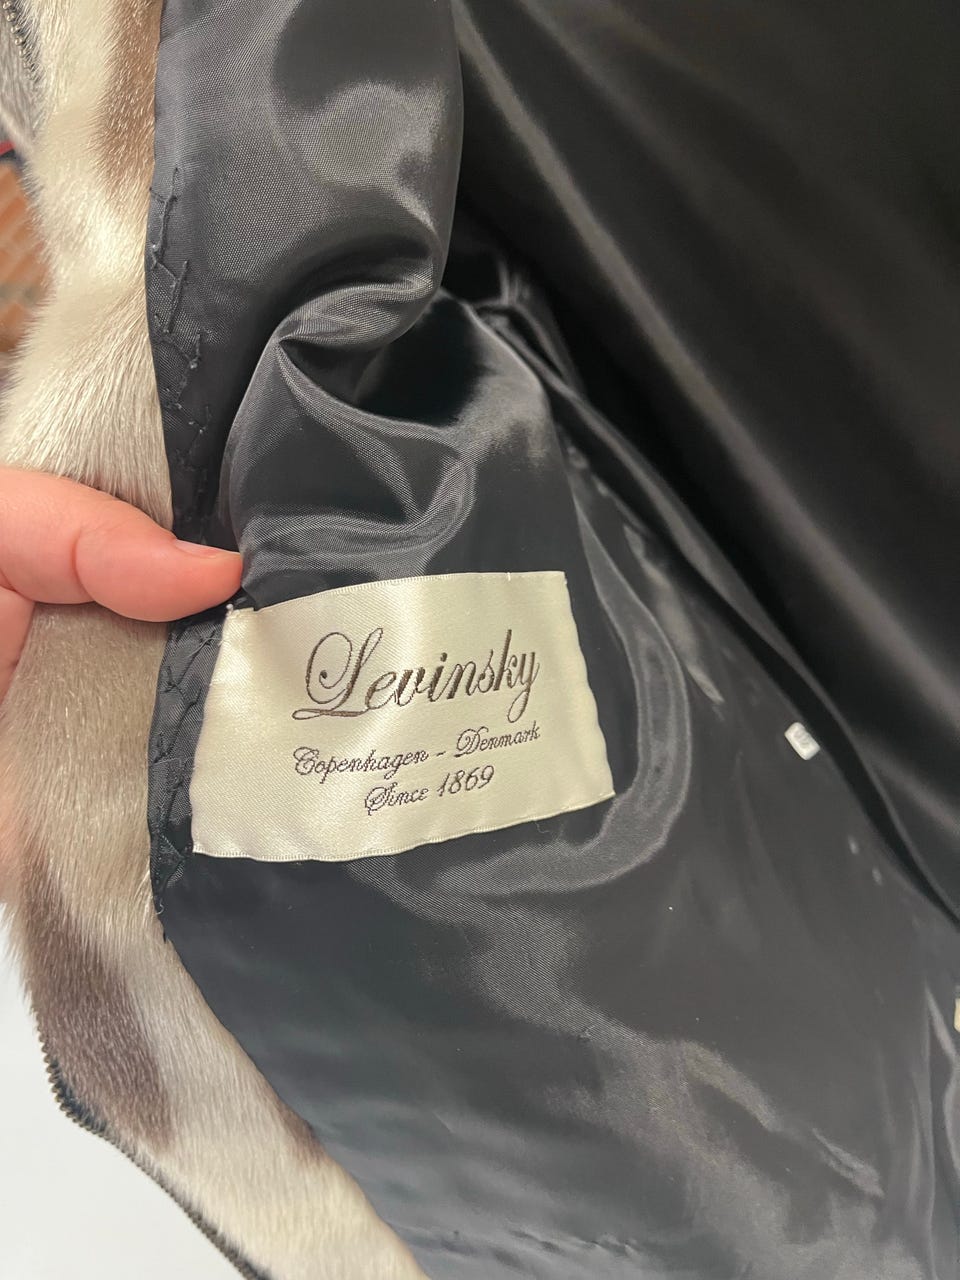 Levinsky
Copenhagen - Denmark
Since 1869